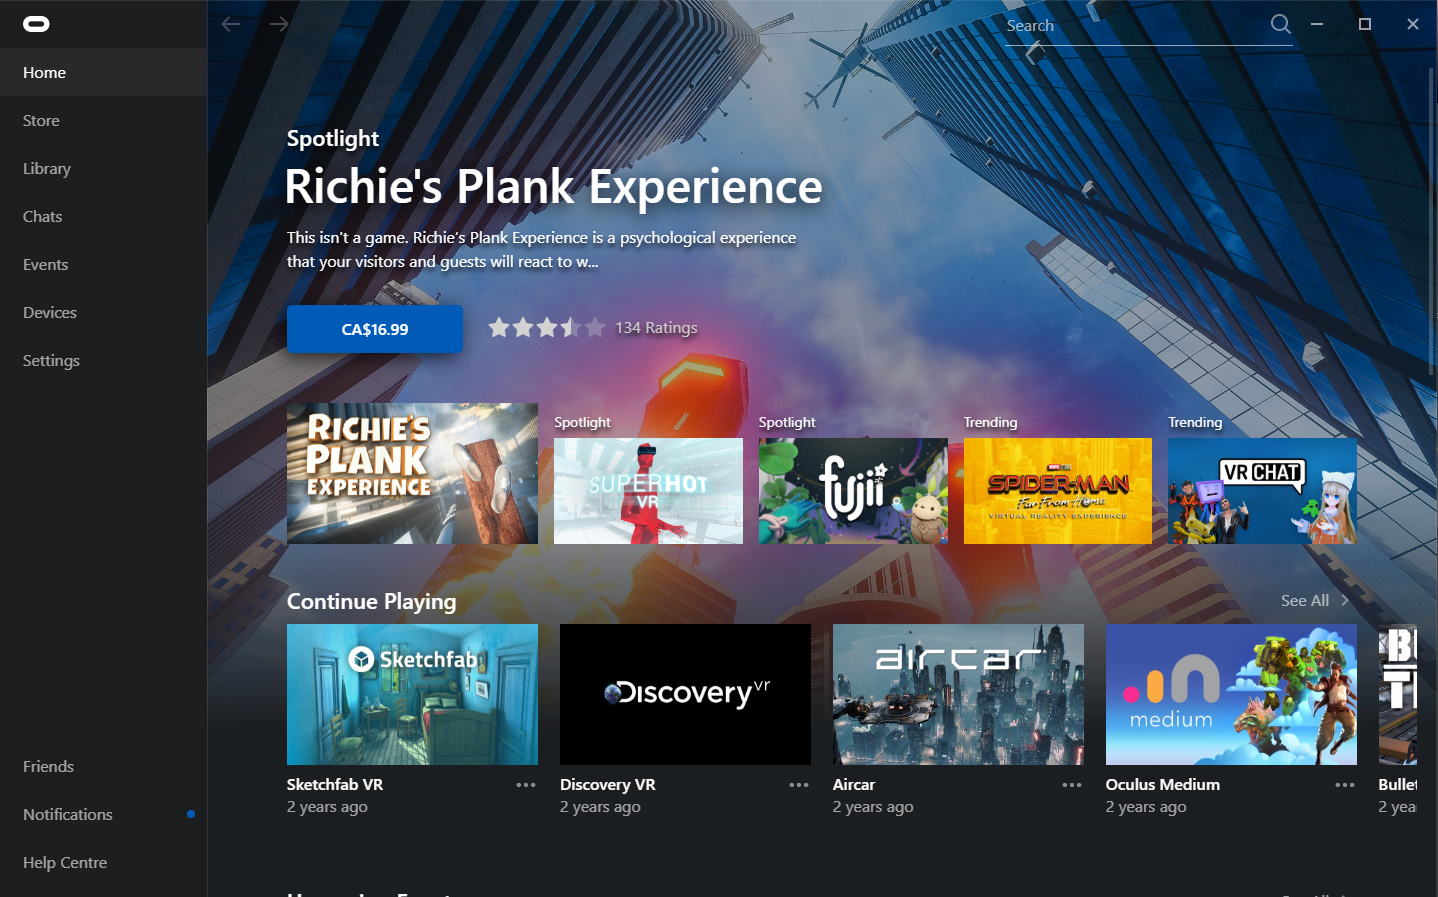 Home
Store
Library
Chats
Events
Devices
Settings
Friends
Notifications
Help Centre
Search
Spotlight
Richie's Plank Experience
This isn't a game. Richie’s Plank Experience is a psychological experience
that your visitors and guests will react to w...
CA$16.99
134 Ratings
RICHIE'S
PLANK
EXPERIENCE
Spotlight
SUPERHOT
VR
Spotlight
fujii
Trending
SPIDER-MAN
Far From Home
VIRTUAL REALITY EXPERIENCE
Trending
VRCHAT
Continue Playing
See All
Sketchfab
Sketchfab VR
2 years ago
Discovery VR
Discovery VR
2 years ago
aircar
Aircar
2 years ago
medium
Oculus Medium
2 years ago
Bullet
2 yea